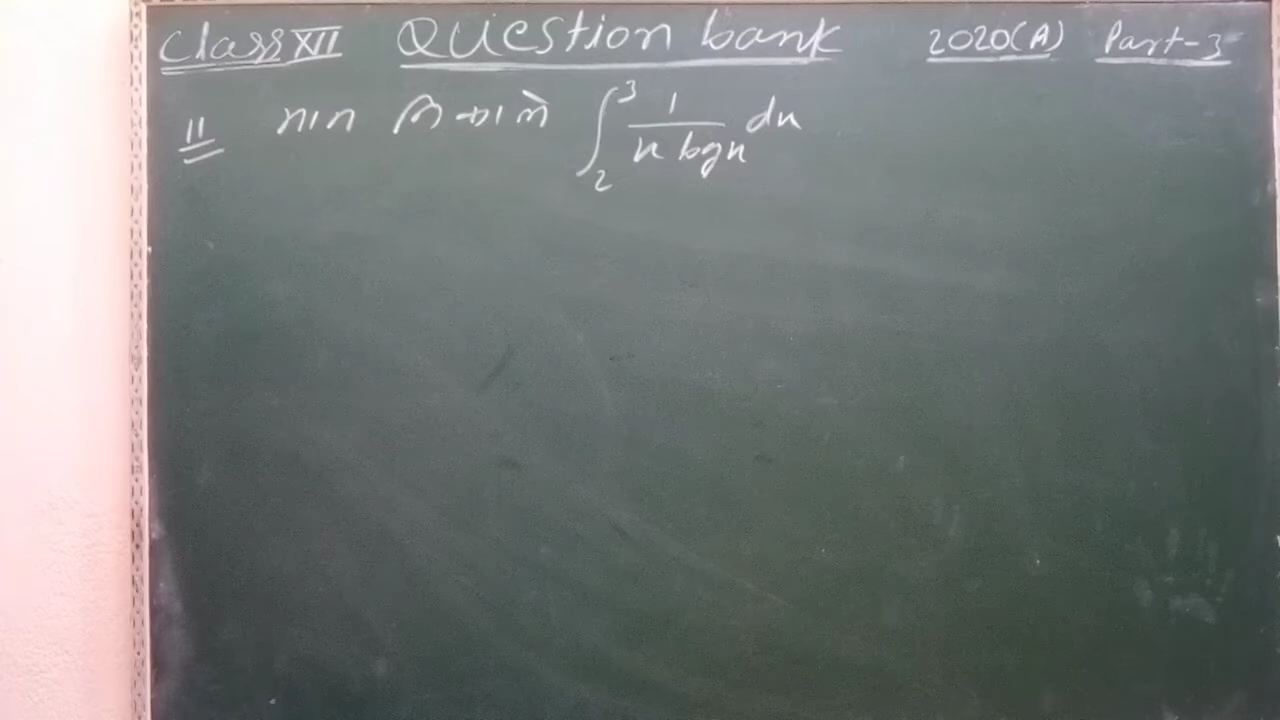 Class XII Question bank 2020(A) Part-3
11 ∫₂³ 1/(x log x) dx